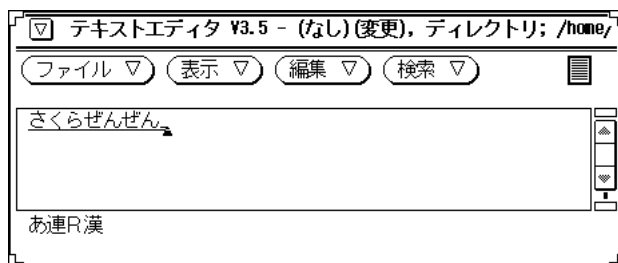 テキストエディタ V3.5 - (なし)(変更), ディレクトリ; /home/
ファイル 表示 編集 検索
さくらぜんぜん
あ連R漢